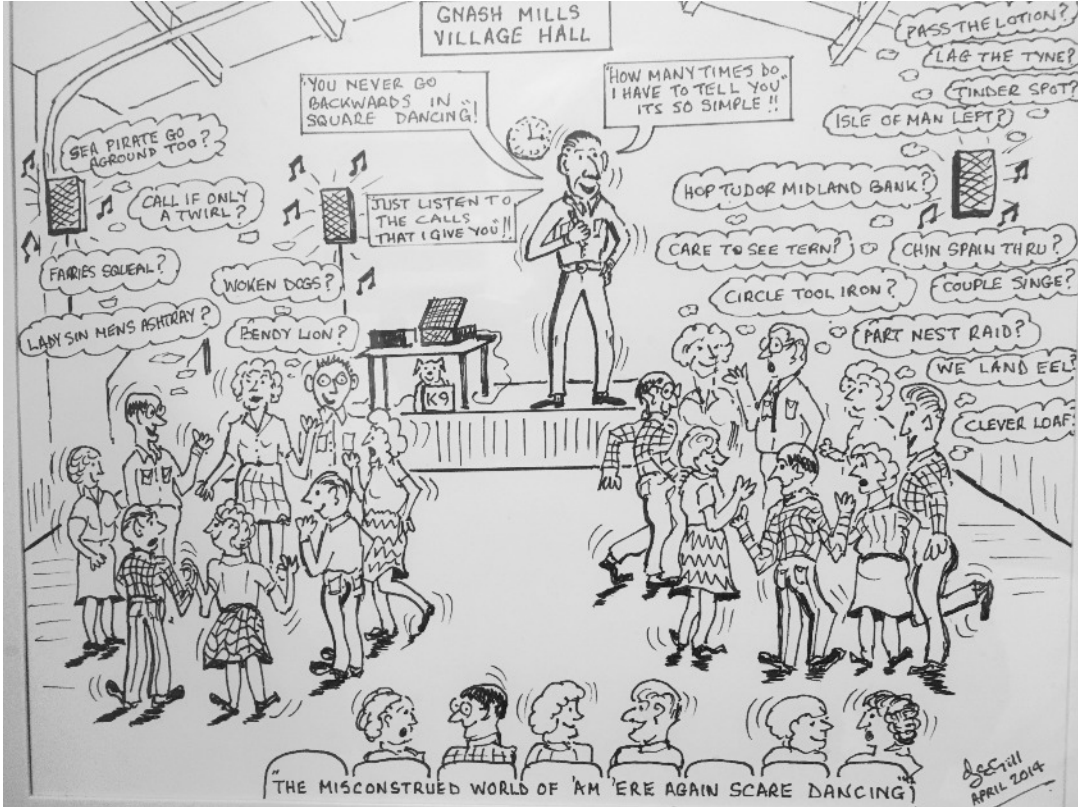 GNASH MILLS
VILLAGE HALL
"YOU NEVER GO
BACKWARDS IN
SQUARE DANCING"!
"HOW MANY TIMES DO
I HAVE TO TELL YOU"
ITS SO SIMPLE!!
JUST LISTEN TO
THE CALLS
THAT I GIVE YOU"!!
SEA PIRATE GO
AGROUND TOO?
CALL IF ONLY
A TWIRL?
FARRIES SQUEAL?
WOKEN DOGS?
LADY SIN MENS ASHTRAY?
BENDY LION?
PASS THE LOTION?
LAG THE TYNE?
TINDER SPOT?
ISLE OF MAN LEFT?
HOP TUDOR MIDLAND BANK?
CARE TO SEE TERN?
CHIN SPAIN THRU?
CIRCLE TOOL IRON?
COUPLE SINGE?
PART NEST RAID?
WE LAND EEL?
CLEVER LOAF?
K9
"THE MISCONSTRUED WORLD OF 'AM 'ERE AGAIN SCARE DANCING"!
APRIL 2014